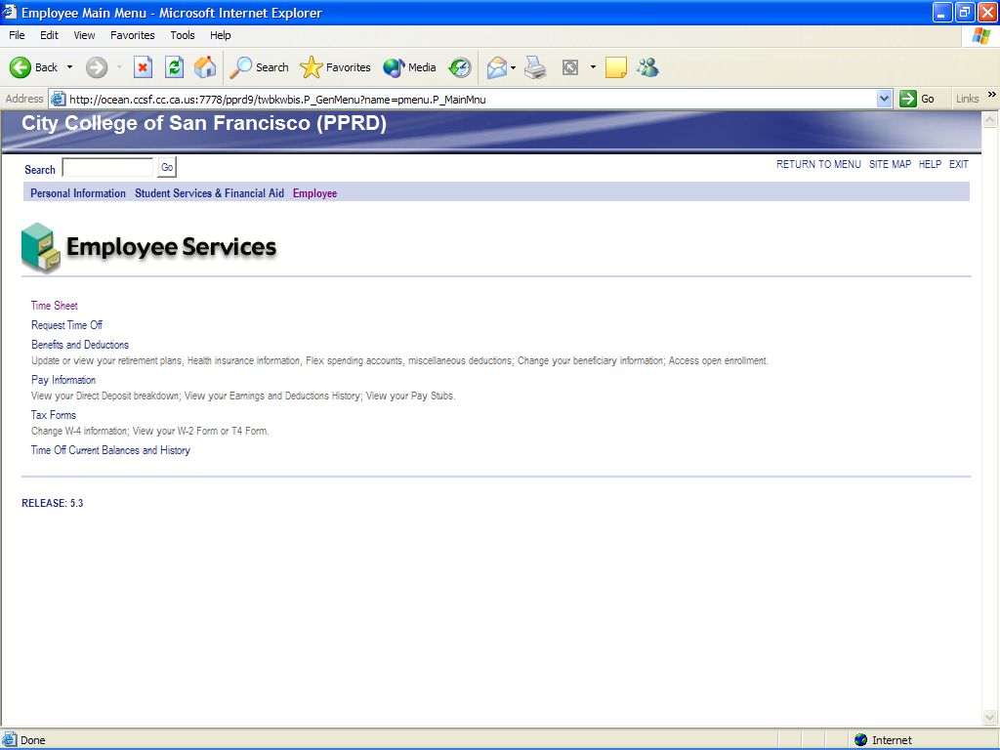 Employee Main Menu - Microsoft Internet Explorer
File Edit View Favorites Tools Help
Back Search Favorites Media
Address http://ocean.ccsf.cc.ca.us:7778/pprd9/twbkwbis.P_GenMenu?name=pmenu.P_MainMnu Go Links »
City College of San Francisco (PPRD)
Search Go RETURN TO MENU SITE MAP HELP EXIT
Personal Information Student Services & Financial Aid Employee
Employee Services
Time Sheet
Request Time Off
Benefits and Deductions
Update or view your retirement plans, Health insurance information, Flex spending accounts, miscellaneous deductions; Change your beneficiary information; Access open enrollment.
Pay Information
View your Direct Deposit breakdown; View your Earnings and Deductions History; View your Pay Stubs.
Tax Forms
Change W-4 information; View your W-2 Form or T4 Form.
Time Off Current Balances and History
RELEASE: 5.3
Done Internet